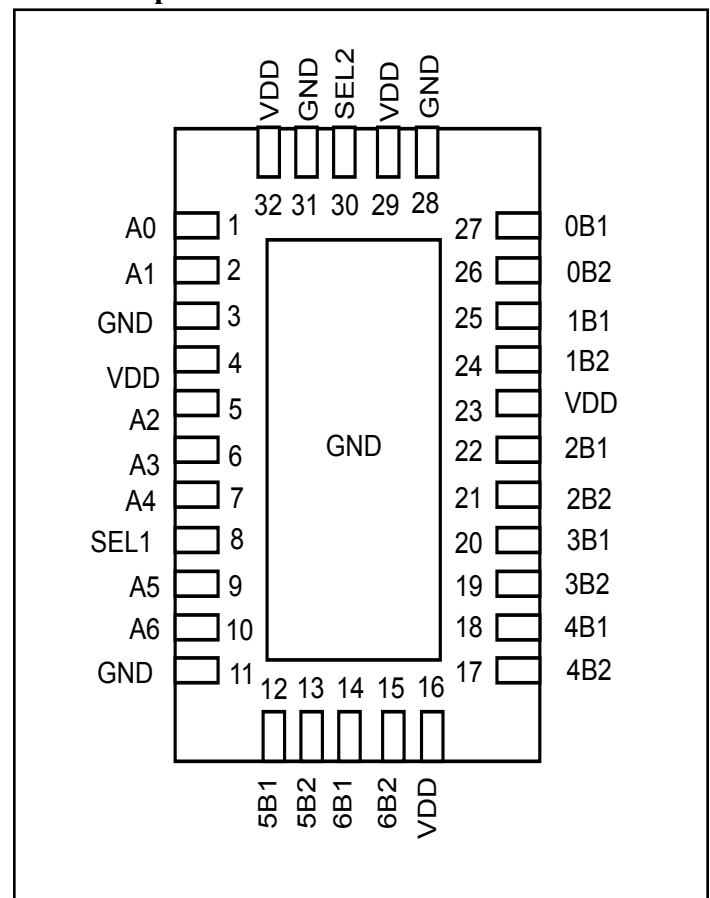 VDD GND SEL2 VDD GND
32 31 30 29 28
A0 1 27 0B1
A1 2 26 0B2
GND 3 25 1B1
VDD 4 24 1B2
A2 5 23 VDD
A3 6 GND 22 2B1
A4 7 21 2B2
SEL1 8 20 3B1
A5 9 19 3B2
A6 10 18 4B1
GND 11 17 4B2
12 13 14 15 16
5B1 5B2 6B1 6B2 VDD